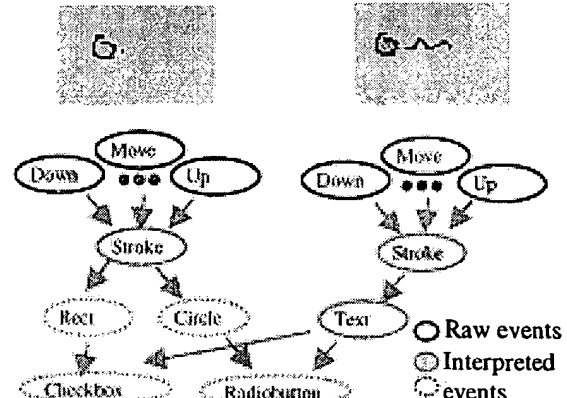 Move Move
Down Up Down Up
Stroke Stroke
Rect Circle Text
Raw events
Interpreted
Checkbox Radiobutton events